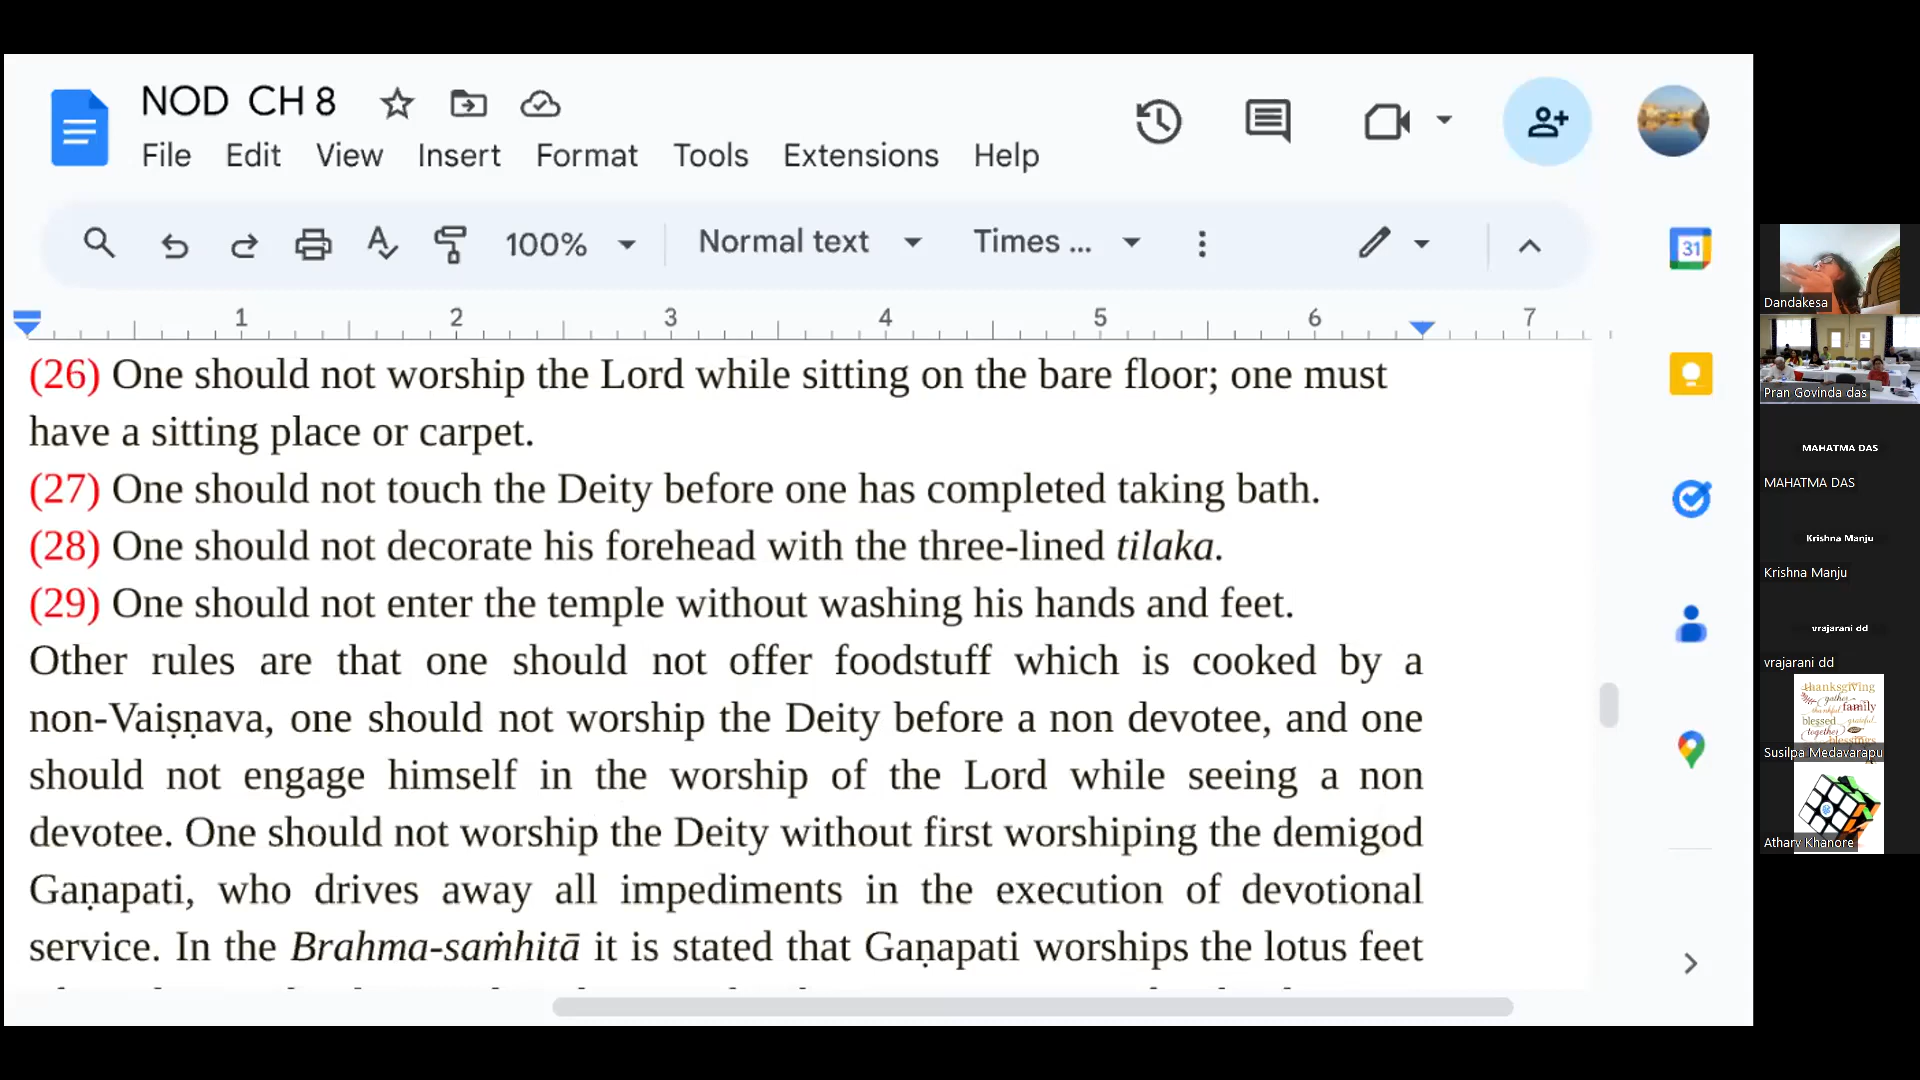 NOD CH 8
File Edit View Insert Format Tools Extensions Help
100% Normal text Times ...
31
1 2 3 4 5 6 7
(26) One should not worship the Lord while sitting on the bare floor; one must
have a sitting place or carpet.
(27) One should not touch the Deity before one has completed taking bath.
(28) One should not decorate his forehead with the three-lined tilaka.
(29) One should not enter the temple without washing his hands and feet.
Other rules are that one should not offer foodstuff which is cooked by a
non-Vaiṣṇava, one should not worship the Deity before a non devotee, and one
should not engage himself in the worship of the Lord while seeing a non
devotee. One should not worship the Deity without first worshiping the demigod
Gaṇapati, who drives away all impediments in the execution of devotional
service. In the Brahma-saṁhitā it is stated that Gaṇapati worships the lotus feet
Dandakesa
Pran Govinda das
MAHATMA DAS
MAHATMA DAS
Krishna Manju
Krishna Manju
vrajarani dd
vrajarani dd
thanksgiving
gather
family
blessed grateful
together
blessings
Susilpa Medavarapu
Atharv Khanore